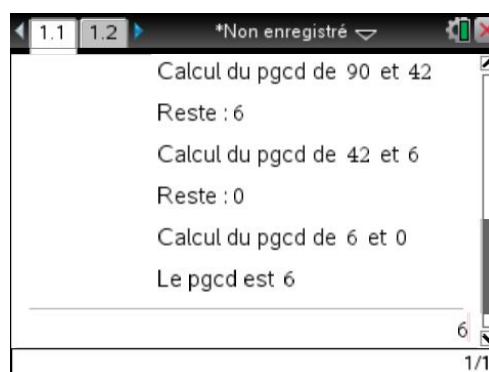 1.1 1.2 *Non enregistré
Calcul du pgcd de 90 et 42
Reste : 6
Calcul du pgcd de 42 et 6
Reste : 0
Calcul du pgcd de 6 et 0
Le pgcd est 6
6
1/1